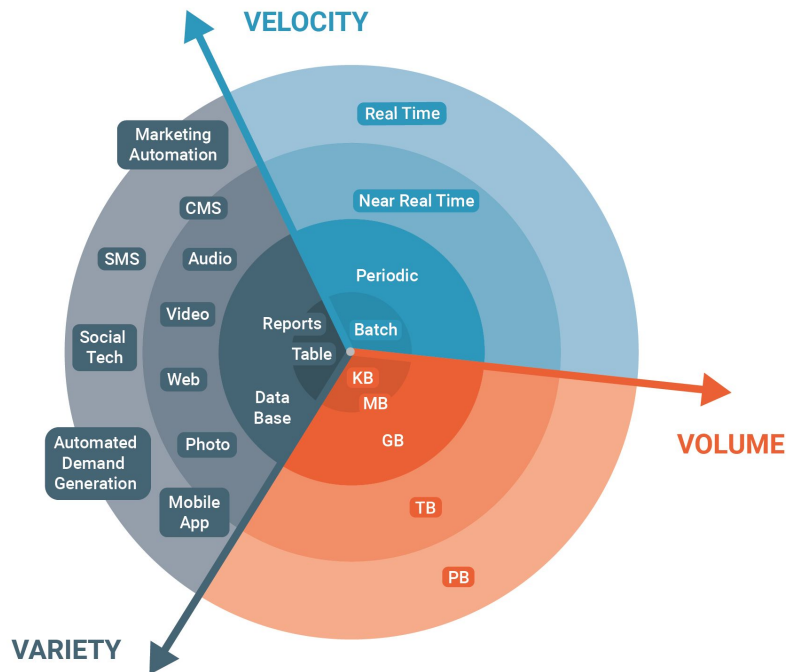 VELOCITY
Real Time
Marketing
Automation
Near Real Time
CMS
SMS
Audio
Periodic
Video
Reports
Batch
Social
Tech
Table
KB
Web
MB
Data
Base
GB
VOLUME
Photo
Automated
Demand
Generation
Mobile
App
TB
PB
VARIETY